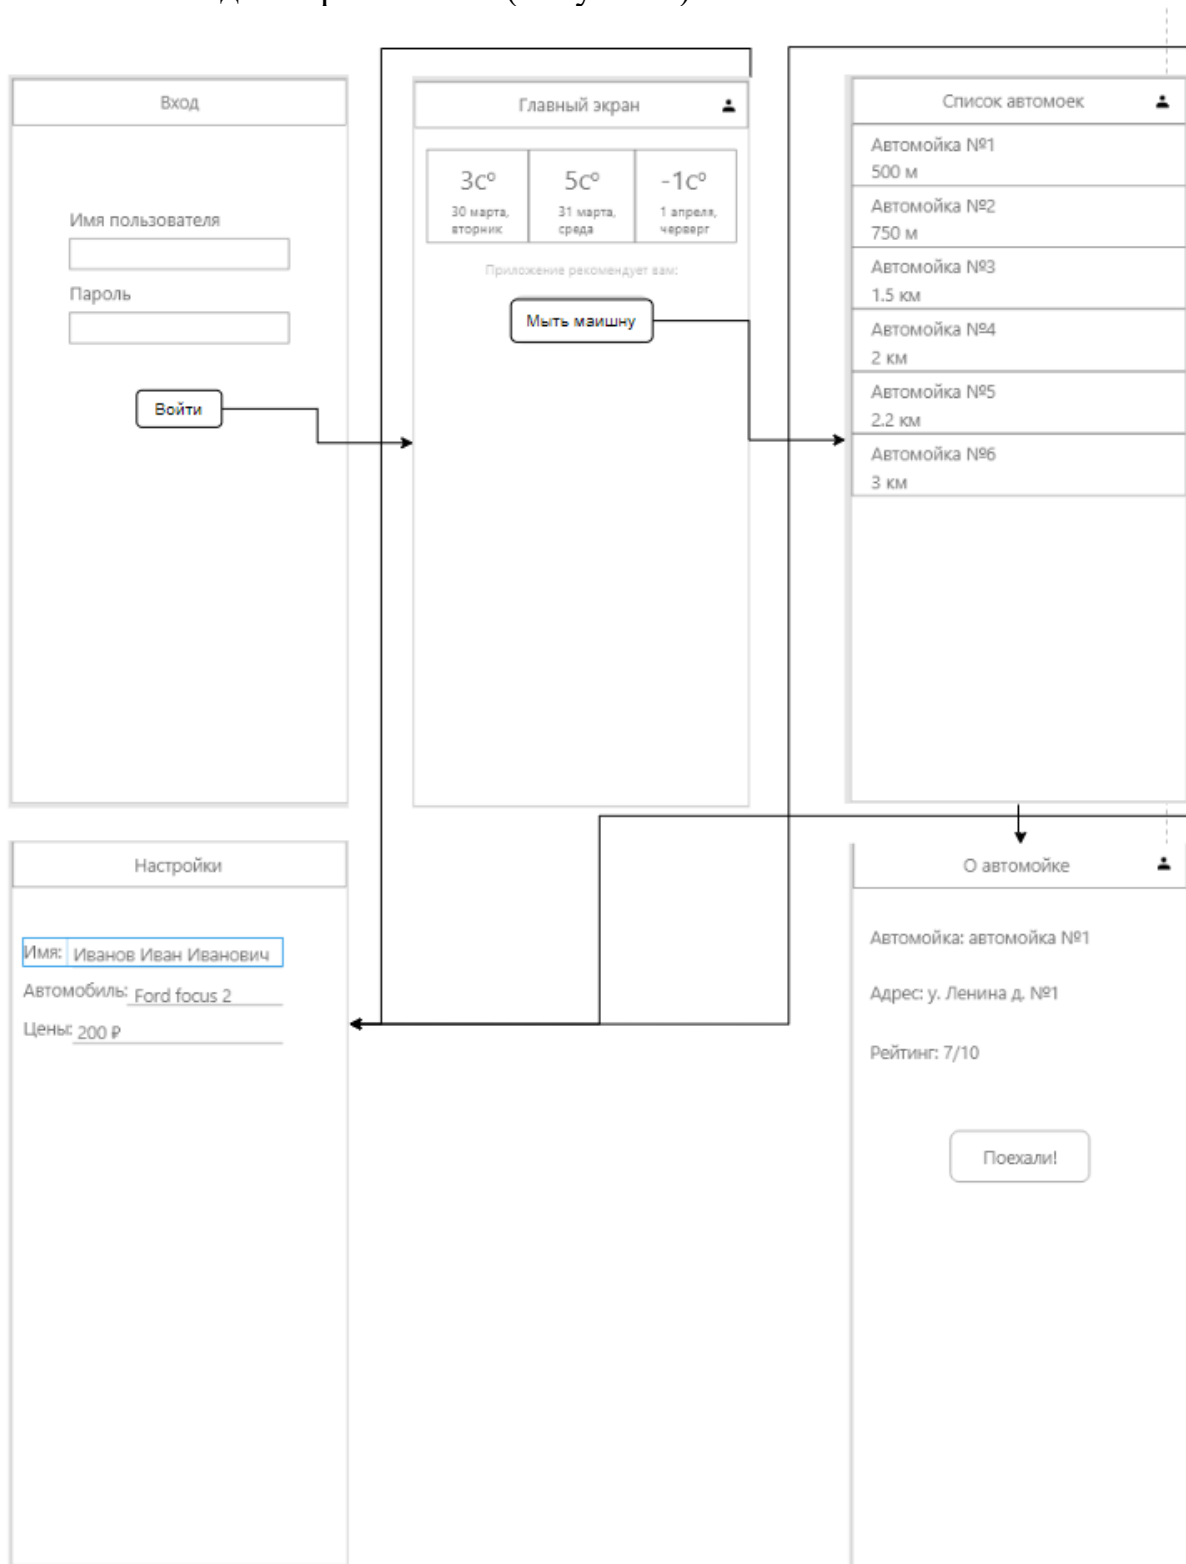 Вход
Имя пользователя
Пароль
Войти
Главный экран
3с°
30 марта,
вторник
5с°
31 марта,
среда
-1с°
1 апреля,
черверг
Приложение рекомендует вам:
Мыть маишну
Список автомоек
Автомойка №1
500 м
Автомойка №2
750 м
Автомойка №3
1.5 км
Автомойка №4
2 км
Автомойка №5
2.2 км
Автомойка №6
3 км
Настройки
Имя: Иванов Иван Иванович
Автомобиль: Ford focus 2
Цены: 200 ₽
О автомойке
Автомойка: автомойка №1
Адрес: у. Ленина д. №1
Рейтинг: 7/10
Поехали!